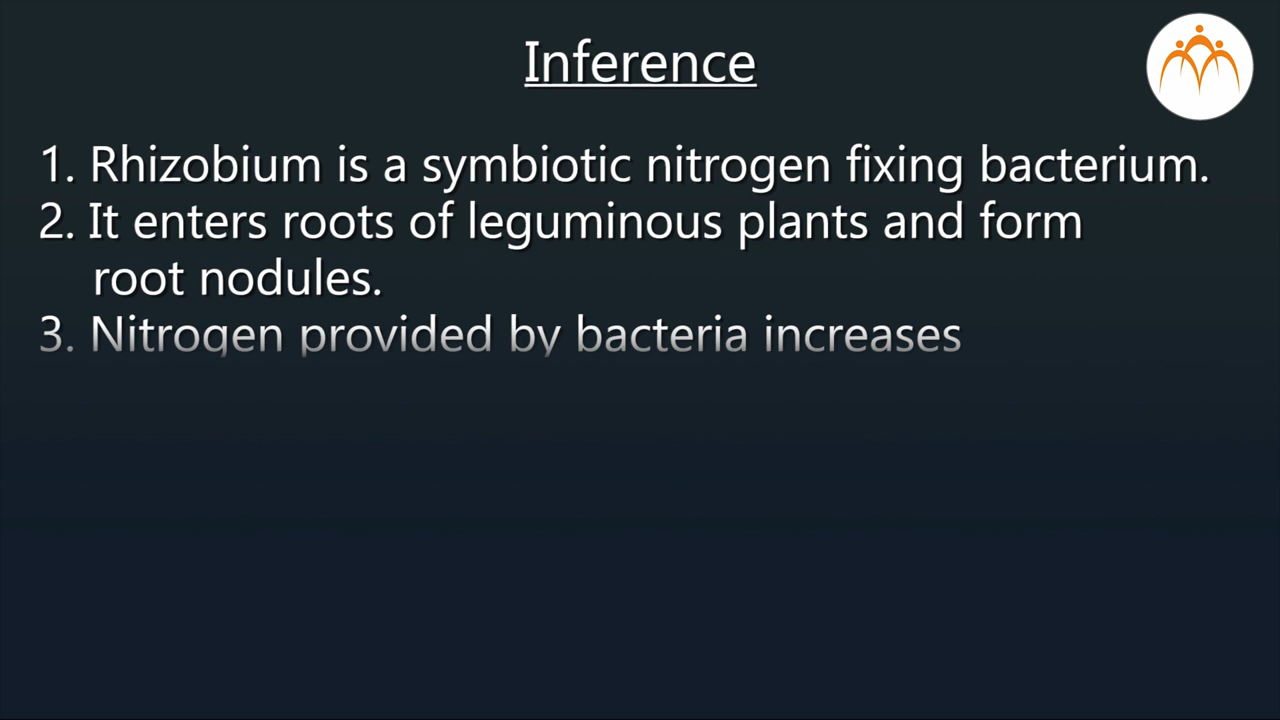 Inference
1. Rhizobium is a symbiotic nitrogen fixing bacterium.
2. It enters roots of leguminous plants and form
root nodules.
3. Nitrogen provided by bacteria increases